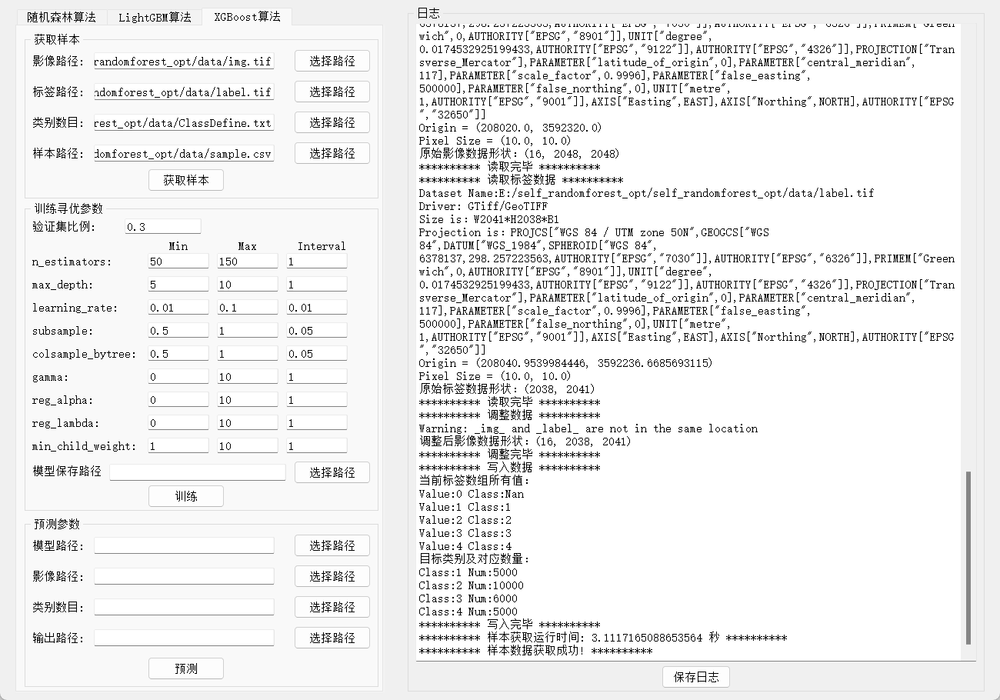 随机森林算法 LightGBM算法 XGBoost算法
获取样本
影像路径: randomforest_opt/data/img.tif 选择路径
标签路径: ndomforest_opt/data/label.tif 选择路径
类别数目: rest_opt/data/ClassDefine.txt 选择路径
样本路径: domforest_opt/data/sample.csv 选择路径
获取样本
训练寻优参数
验证集比例: 0.3
Min Max Interval
n_estimators: 50 150 1
max_depth: 5 10 1
learning_rate: 0.01 0.1 0.01
subsample: 0.5 1 0.05
colsample_bytree: 0.5 1 0.05
gamma: 0 10 1
reg_alpha: 0 10 1
reg_lambda: 0 10 1
min_child_weight: 1 10 1
模型保存路径 选择路径
训练
预测参数
模型路径: 选择路径
影像路径: 选择路径
类别数目: 选择路径
输出路径: 选择路径
预测
日志
6378137,298.257223563,AUTHORITY["EPSG","7030"]],AUTHORITY["EPSG","6326"]],PRIMEM["Green
wich",0,AUTHORITY["EPSG","8901"]],UNIT["degree",
0.0174532925199433,AUTHORITY["EPSG","9122"]],AUTHORITY["EPSG","4326"]],PROJECTION["Tran
sverse_Mercator"],PARAMETER["latitude_of_origin",0],PARAMETER["central_meridian",
117],PARAMETER["scale_factor",0.9996],PARAMETER["false_easting",
500000],PARAMETER["false_northing",0],UNIT["metre",
1,AUTHORITY["EPSG","9001"]],AXIS["Easting",EAST],AXIS["Northing",NORTH],AUTHORITY["EPSG
","32650"]]
Origin = (208020.0, 3592320.0)
Pixel Size = (10.0, 10.0)
原始影像数据形状: (16, 2048, 2048)
********** 读取完毕 **********
********** 读取标签数据 **********
Dataset Name:E:/self_randomforest_opt/self_randomforest_opt/data/label.tif
Driver: GTiff/GeoTIFF
Size is: W2041*H2038*B1
Projection is: PROJCS["WGS 84 / UTM zone 50N",GEOGCS["WGS
84",DATUM["WGS_1984",SPHEROID["WGS 84",
6378137,298.257223563,AUTHORITY["EPSG","7030"]],AUTHORITY["EPSG","6326"]],PRIMEM["Green
wich",0,AUTHORITY["EPSG","8901"]],UNIT["degree",
0.0174532925199433,AUTHORITY["EPSG","9122"]],AUTHORITY["EPSG","4326"]],PROJECTION["Tran
sverse_Mercator"],PARAMETER["latitude_of_origin",0],PARAMETER["central_meridian",
117],PARAMETER["scale_factor",0.9996],PARAMETER["false_easting",
500000],PARAMETER["false_northing",0],UNIT["metre",
1,AUTHORITY["EPSG","9001"]],AXIS["Easting",EAST],AXIS["Northing",NORTH],AUTHORITY["EPSG
","32650"]]
Origin = (208040.9539984446, 3592236.6685693115)
Pixel Size = (10.0, 10.0)
原始标签数据形状: (2038, 2041)
********** 读取完毕 **********
********** 调整数据 **********
Warning: _img_ and _label_ are not in the same location
调整后影像数据形状: (16, 2038, 2041)
********** 调整完毕 **********
********** 写入数据 **********
当前标签数组所有值:
Value:0 Class:Nan
Value:1 Class:1
Value:2 Class:2
Value:3 Class:3
Value:4 Class:4
目标类别及对应数量:
Class:1 Num:5000
Class:2 Num:10000
Class:3 Num:6000
Class:4 Num:5000
********** 写入完毕 **********
********** 样本获取运行时间: 3.1117165088653564 秒 **********
********** 样本数据获取成功! **********
保存日志